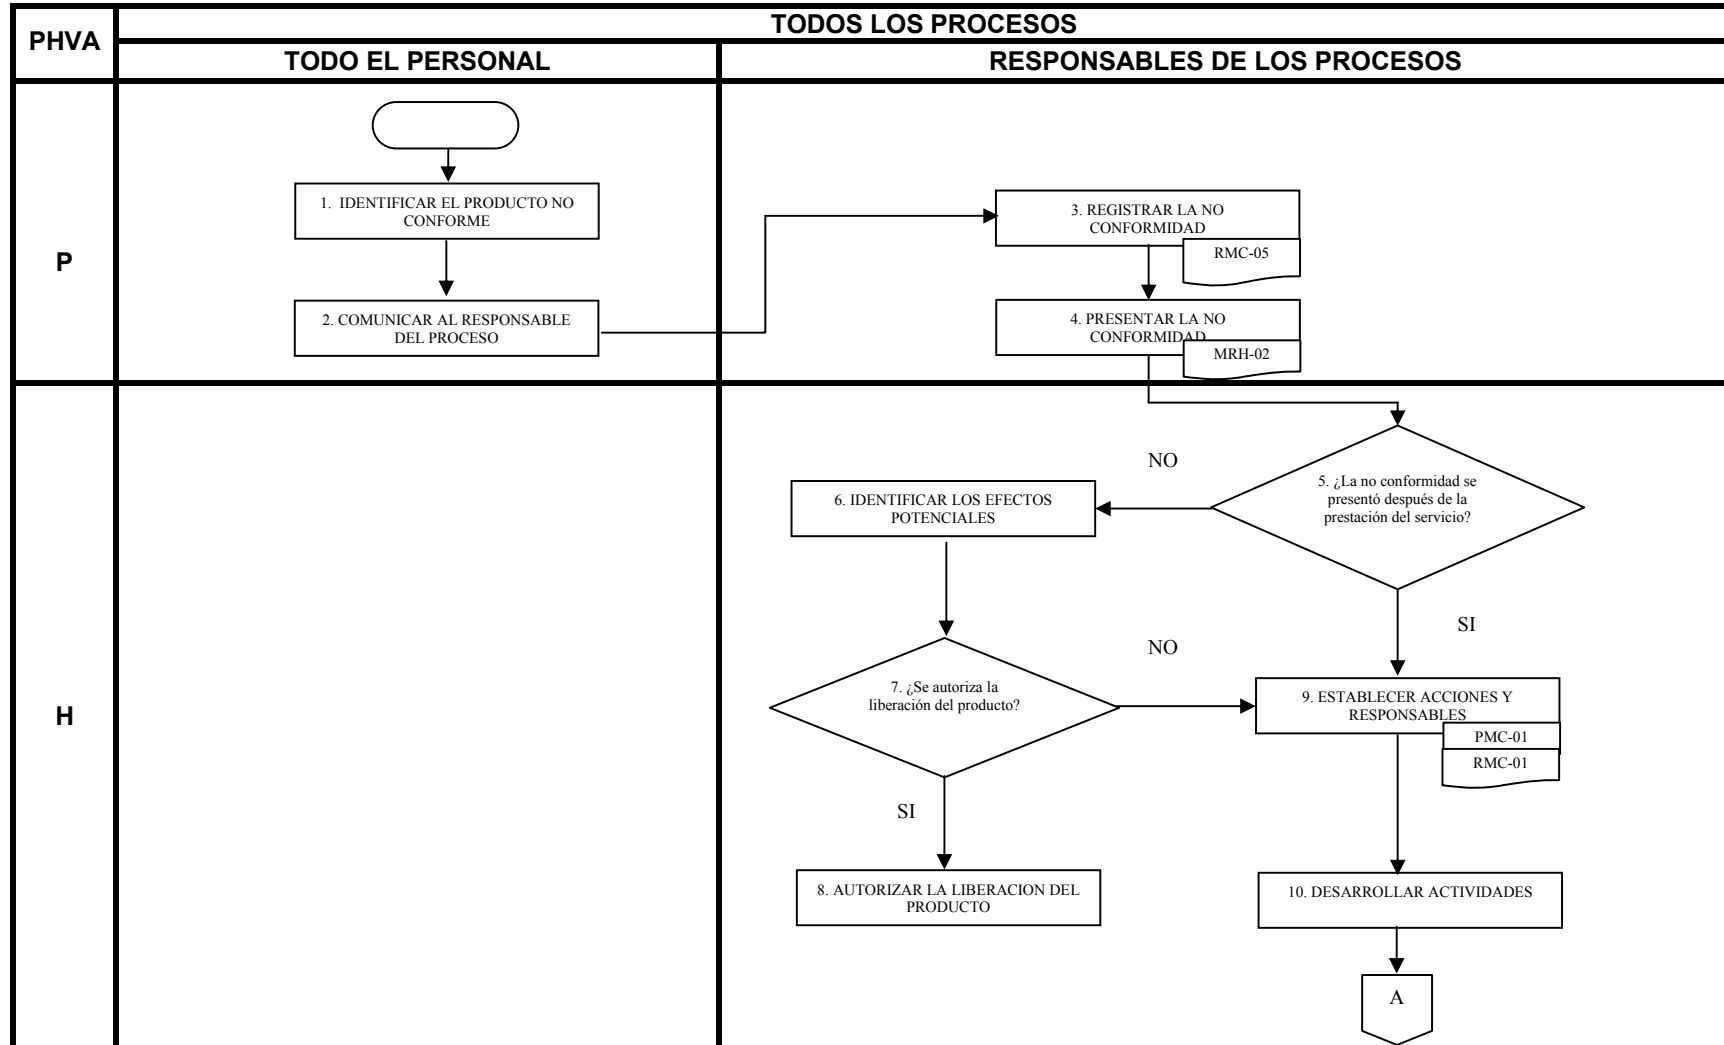 PHVA
TODOS LOS PROCESOS
TODO EL PERSONAL
RESPONSABLES DE LOS PROCESOS
P
1. IDENTIFICAR EL PRODUCTO NO
CONFORME
2. COMUNICAR AL RESPONSABLE
DEL PROCESO
3. REGISTRAR LA NO
CONFORMIDAD
RMC-05
4. PRESENTAR LA NO
CONFORMIDAD
MRH-02
H
5. ¿La no conformidad se
presentó después de la
prestación del servicio?
NO
SI
6. IDENTIFICAR LOS EFECTOS
POTENCIALES
7. ¿Se autoriza la
liberación del producto?
NO
SI
8. AUTORIZAR LA LIBERACION DEL
PRODUCTO
9. ESTABLECER ACCIONES Y
RESPONSABLES
PMC-01
RMC-01
10. DESARROLLAR ACTIVIDADES
A